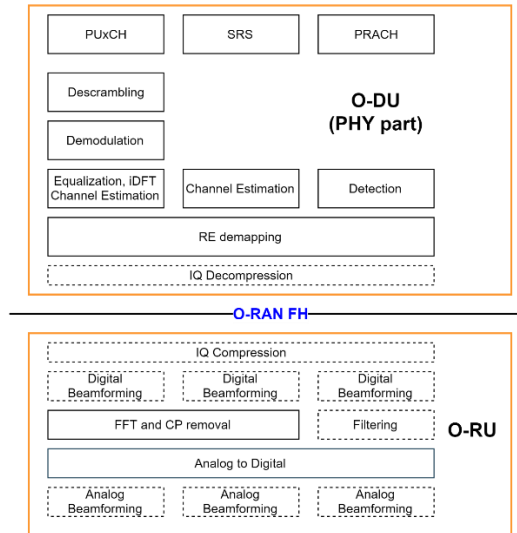 PUxCH
SRS
PRACH
Descrambling
O-DU
(PHY part)
Demodulation
Equalization, iDFT
Channel Estimation
Channel Estimation
Detection
RE demapping
IQ Decompression
O-RAN FH
IQ Compression
Digital
Beamforming
Digital
Beamforming
Digital
Beamforming
FFT and CP removal
Filtering
O-RU
Analog to Digital
Analog
Beamforming
Analog
Beamforming
Analog
Beamforming